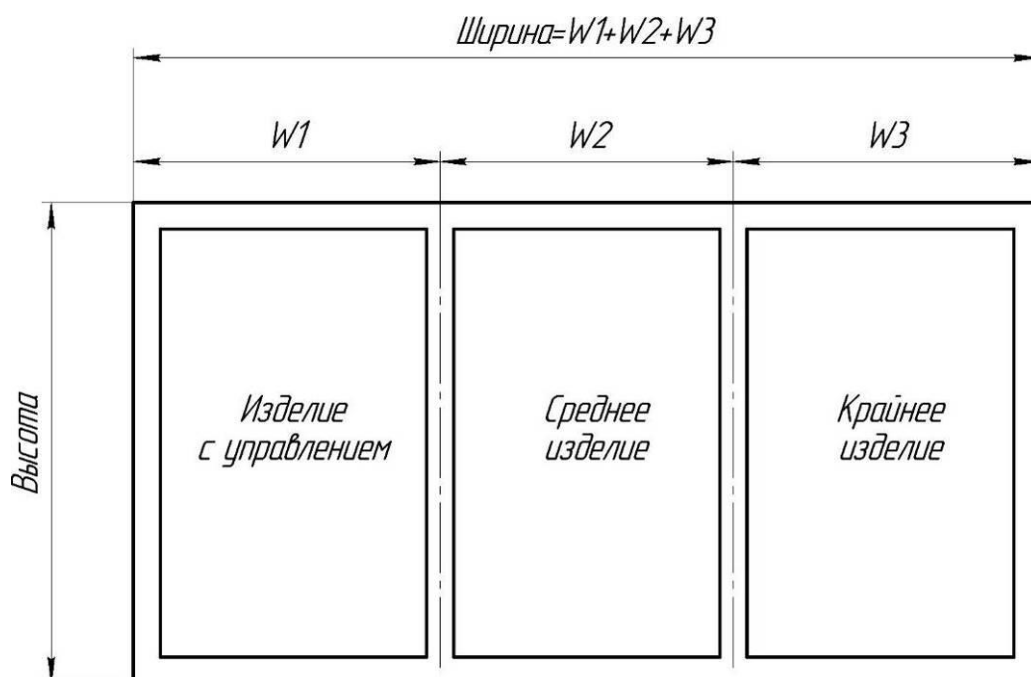 Ширина=W1+W2+W3
W1
W2
W3
Высота
Изделие
с управлением
Среднее
изделие
Крайнее
изделие